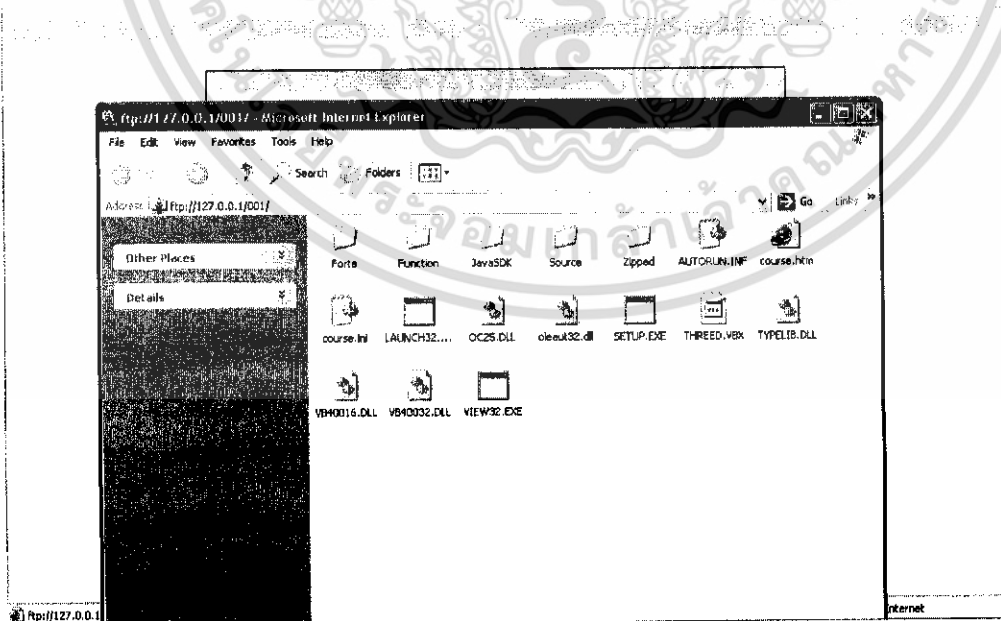 ftp://127.0.0.1/001/ - Microsoft Internet Explorer
File Edit View Favorites Tools Help
Search Folders
Address ftp://127.0.0.1/001/ Go Links »
Other Places
Details
Forte Function JavaSDK Source Zipped AUTORUN.INF course.htm
course.ini LAUNCH32.... OC25.DLL oleaut32.dll SETUP.EXE THREED.VBX TYPELIB.DLL
VB40016.DLL VB40032.DLL VIEW32.EXE
ftp://127.0.0.1 nternet